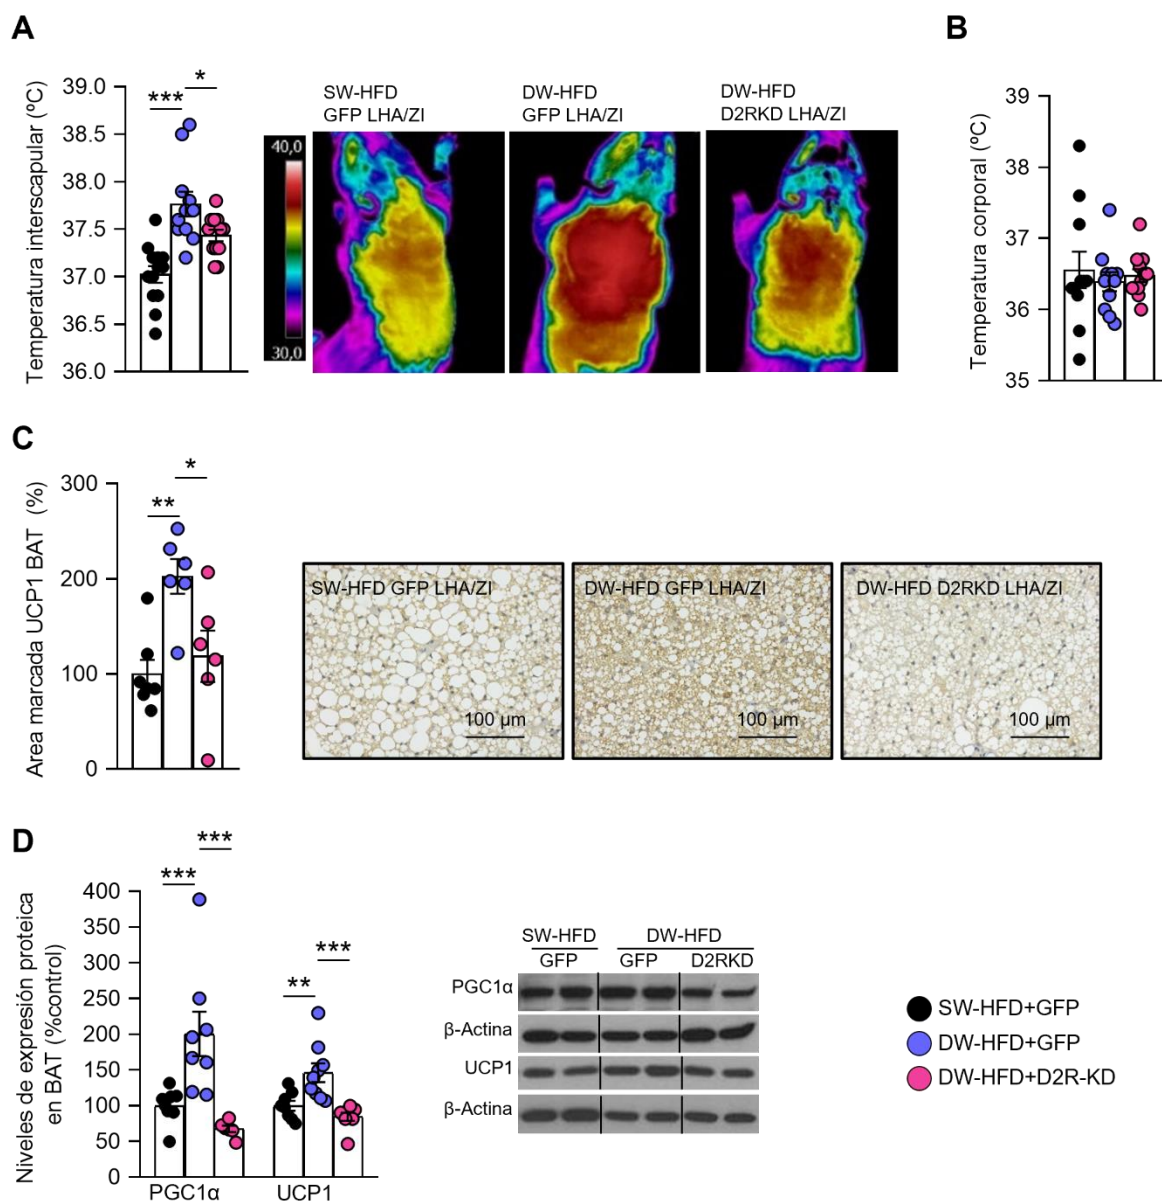 A
Temperatura interscapular (ºC)
39.0
38.5
38.0
37.5
37.0
36.5
36.0
***
*
40,0
30,0
SW-HFD
GFP LHA/ZI
DW-HFD
GFP LHA/ZI
DW-HFD
D2RKD LHA/ZI
B
Temperatura corporal (ºC)
39
38
37
36
35
C
Area marcada UCP1 BAT (%)
300
200
100
0
**
*
SW-HFD GFP LHA/ZI
100 µm
DW-HFD GFP LHA/ZI
100 µm
DW-HFD D2RKD LHA/ZI
100 µm
D
Niveles de expresión proteica
en BAT (%control)
400
350
300
250
200
150
100
50
0
***
***
**
***
PGC1α
UCP1
SW-HFD
DW-HFD
GFP
GFP
D2RKD
PGC1α
β-Actina
UCP1
β-Actina
SW-HFD+GFP
DW-HFD+GFP
DW-HFD+D2R-KD